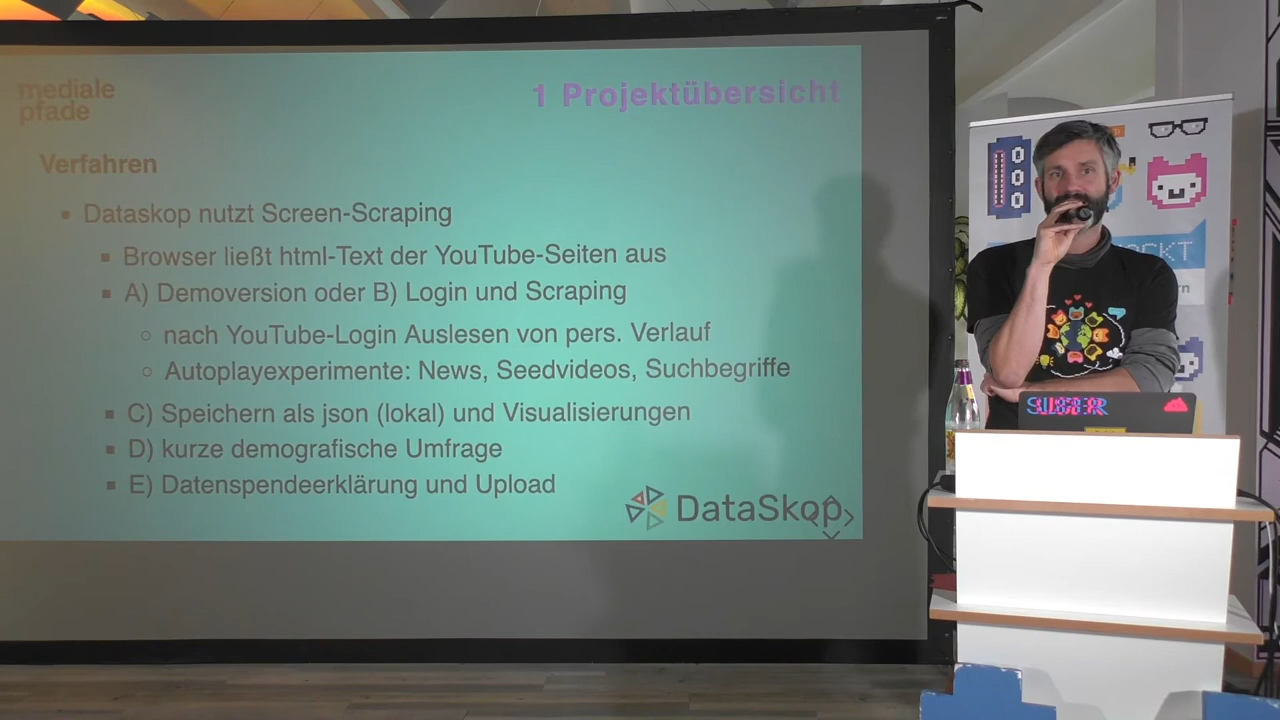 mediale
pfade
1 Projektübersicht
Verfahren
• Dataskop nutzt Screen-Scraping
▪ Browser ließt html-Text der YouTube-Seiten aus
▪ A) Demoversion oder B) Login und Scraping
○ nach YouTube-Login Auslesen von pers. Verlauf
○ Autoplayexperimente: News, Seedvideos, Suchbegriffe
▪ C) Speichern als json (lokal) und Visualisierungen
▪ D) kurze demografische Umfrage
▪ E) Datenspendeerklärung und Upload
DataSkop